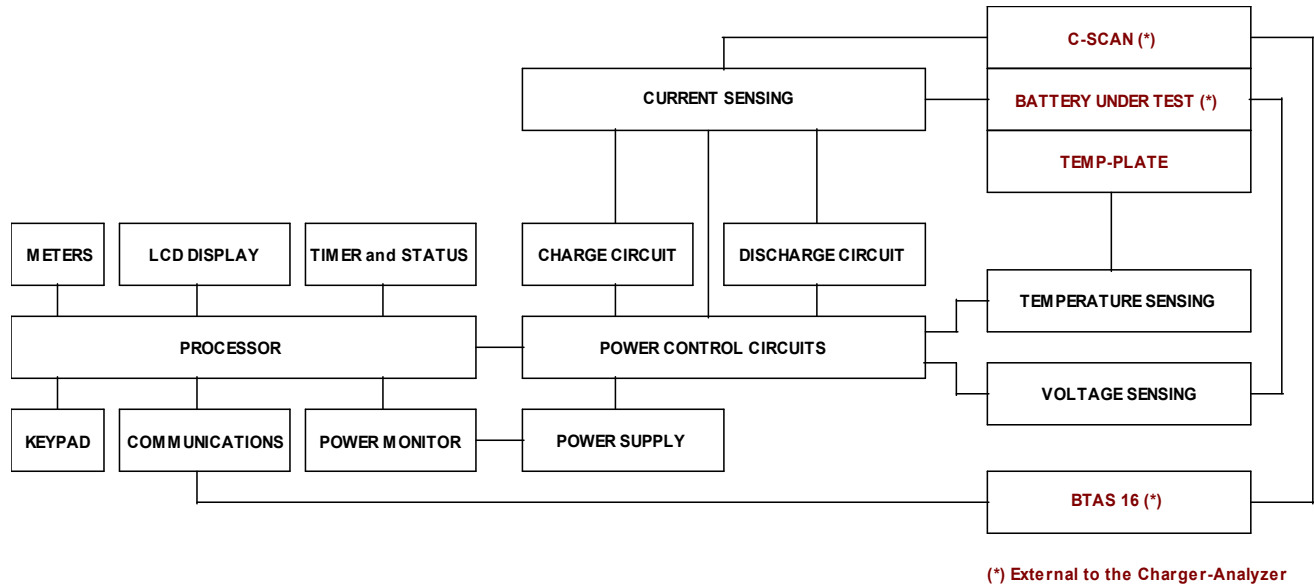 C-SCAN (*)
CURRENT SENSING
BATTERY UNDER TEST (*)
TEMP-PLATE
METERS
LCD DISPLAY
TIMER and STATUS
CHARGE CIRCUIT
DISCHARGE CIRCUIT
TEMPERATURE SENSING
PROCESSOR
POWER CONTROL CIRCUITS
VOLTAGE SENSING
KEYPAD
COMMUNICATIONS
POWER MONITOR
POWER SUPPLY
BTAS 16 (*)
(*) External to the Charger-Analyzer